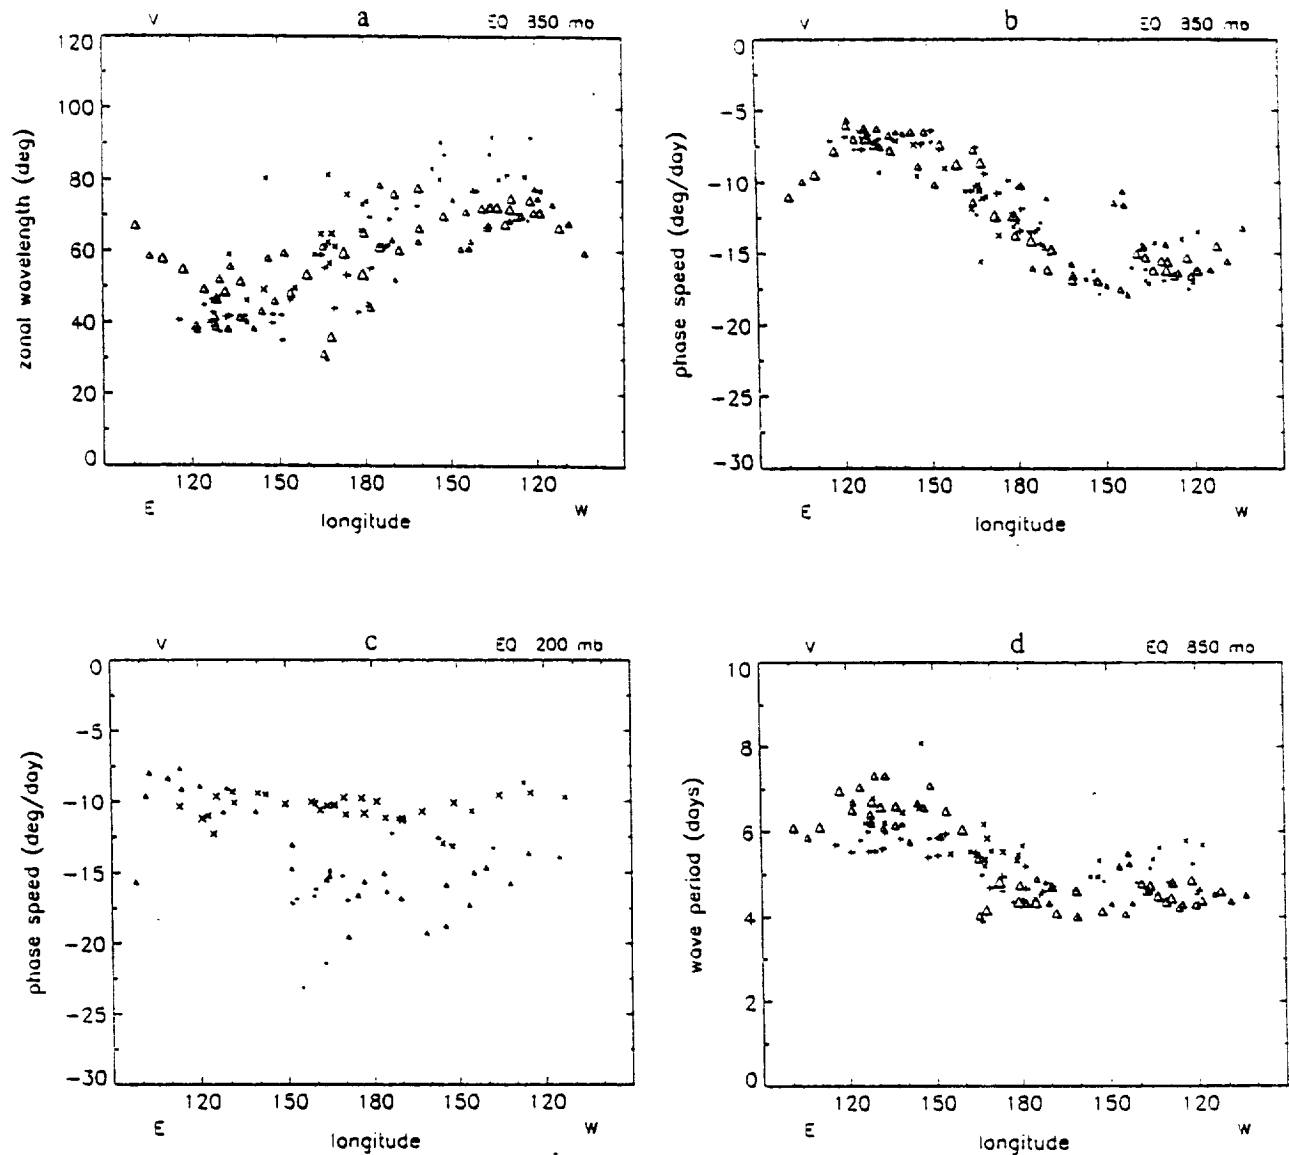 V a EQ 850 mb
120
100
80
60
40
20
0
zonal wavelength (deg)
120 150 180 150 120
E W
longitude
V b EQ 850 mb
0
-5
-10
-15
-20
-25
-30
phase speed (deg/day)
120 150 180 150 120
E W
longitude
V c EQ 200 mb
0
-5
-10
-15
-20
-25
-30
phase speed (deg/day)
120 150 180 150 120
E W
longitude
V d EQ 850 mb
10
8
6
4
2
0
wave period (days)
120 150 180 150 120
E W
longitude